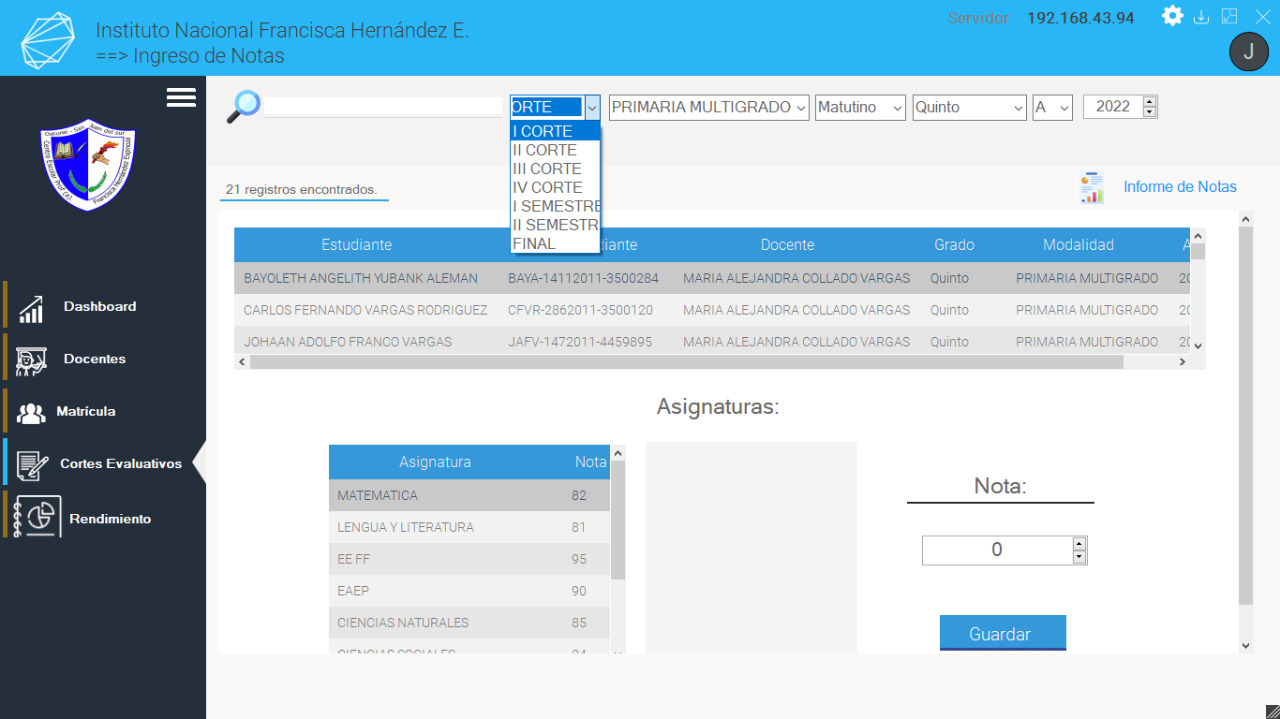 Instituto Nacional Francisca Hernández E.
==> Ingreso de Notas
Servidor 192.168.43.94
J
ORTE PRIMARIA MULTIGRADO Matutino Quinto A 2022
I CORTE
II CORTE
III CORTE
IV CORTE
I SEMESTRE
II SEMESTR
FINAL
21 registros encontrados.
Informe de Notas
Estudiante iante Docente Grado Modalidad A
BAYOLETH ANGELITH YUBANK ALEMAN BAYA-14112011-3500284 MARIA ALEJANDRA COLLADO VARGAS Quinto PRIMARIA MULTIGRADO 20
CARLOS FERNANDO VARGAS RODRIGUEZ CFVR-2862011-3500120 MARIA ALEJANDRA COLLADO VARGAS Quinto PRIMARIA MULTIGRADO 20
JOHAAN ADOLFO FRANCO VARGAS JAFV-1472011-4459895 MARIA ALEJANDRA COLLADO VARGAS Quinto PRIMARIA MULTIGRADO 20
Dashboard
Docentes
Matrícula
Cortes Evaluativos
Rendimiento
Asignaturas:
Asignatura Nota
MATEMATICA 82
LENGUA Y LITERATURA 81
EE FF 95
EAEP 90
CIENCIAS NATURALES 85
CIENCIAS SOCIALES 84
Nota:
0
Guardar